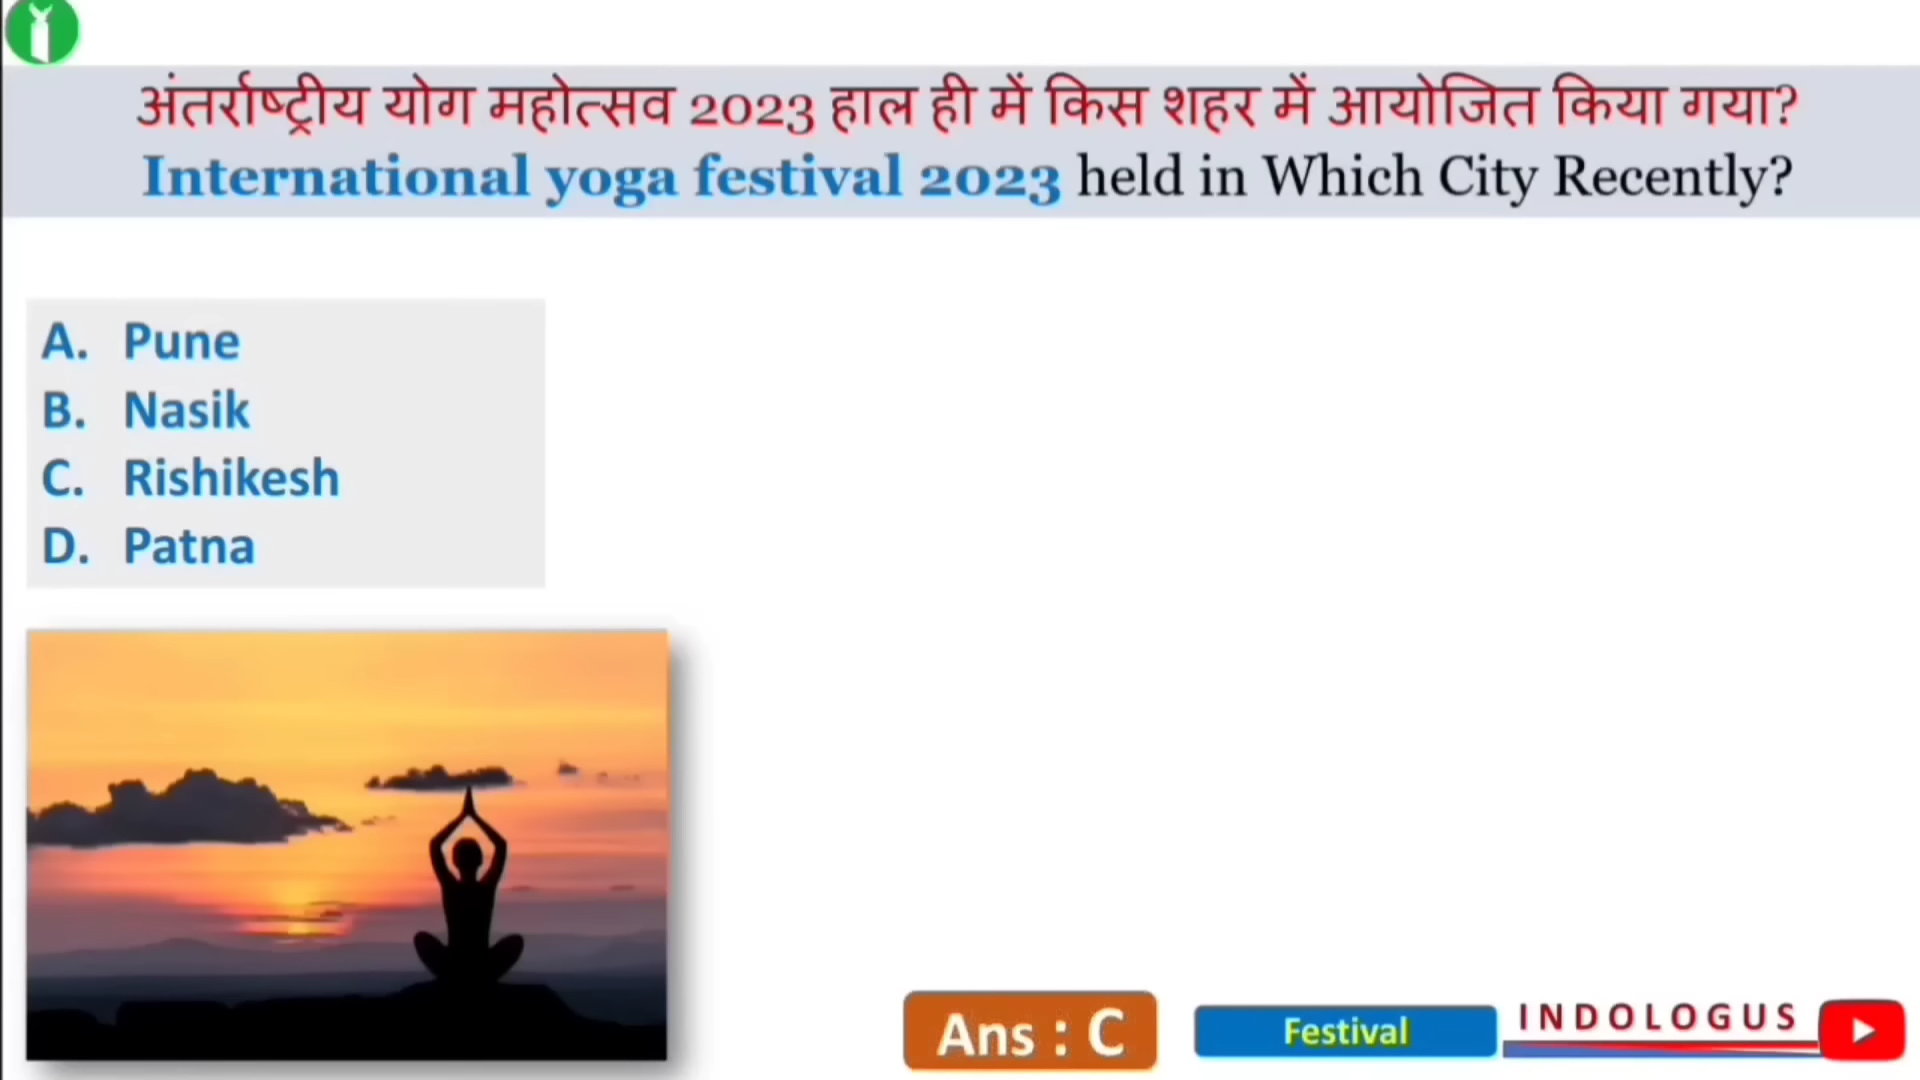 अंतर्राष्ट्रीय योग महोत्सव 2023 हाल ही में किस शहर में आयोजित किया गया?
International yoga festival 2023 held in Which City Recently?
A. Pune
B. Nasik
C. Rishikesh
D. Patna
Ans : C
Festival
INDOLOGUS